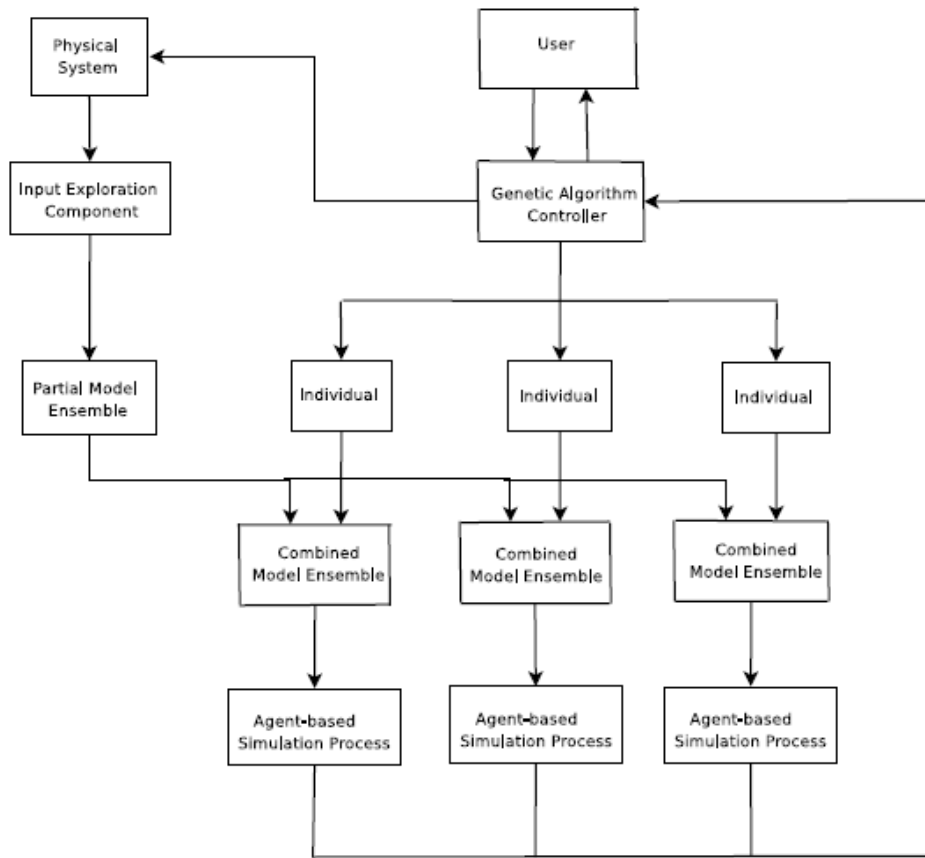 Physical
System
User
Input Exploration
Component
Genetic Algorithm
Controller
Partial Model
Ensemble
Individual
Individual
Individual
Combined
Model Ensemble
Combined
Model Ensemble
Combined
Model Ensemble
Agent-based
Simulation Process
Agent-based
Simulation Process
Agent-based
Simulation Process